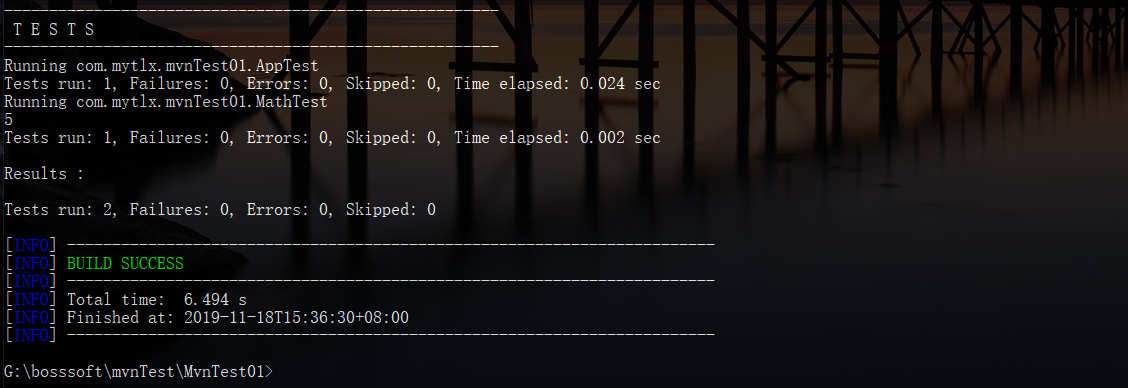 -------------------------------------------------------
T E S T S
-------------------------------------------------------
Running com.mytlx.mvnTest01.AppTest
Tests run: 1, Failures: 0, Errors: 0, Skipped: 0, Time elapsed: 0.024 sec
Running com.mytlx.mvnTest01.MathTest
5
Tests run: 1, Failures: 0, Errors: 0, Skipped: 0, Time elapsed: 0.002 sec
Results :
Tests run: 2, Failures: 0, Errors: 0, Skipped: 0
[INFO] ------------------------------------------------------------------------
[INFO] BUILD SUCCESS
[INFO] ------------------------------------------------------------------------
[INFO] Total time:  6.494 s
[INFO] Finished at: 2019-11-18T15:36:30+08:00
[INFO] ------------------------------------------------------------------------
G:\bosssoft\mvnTest\MvnTest01>